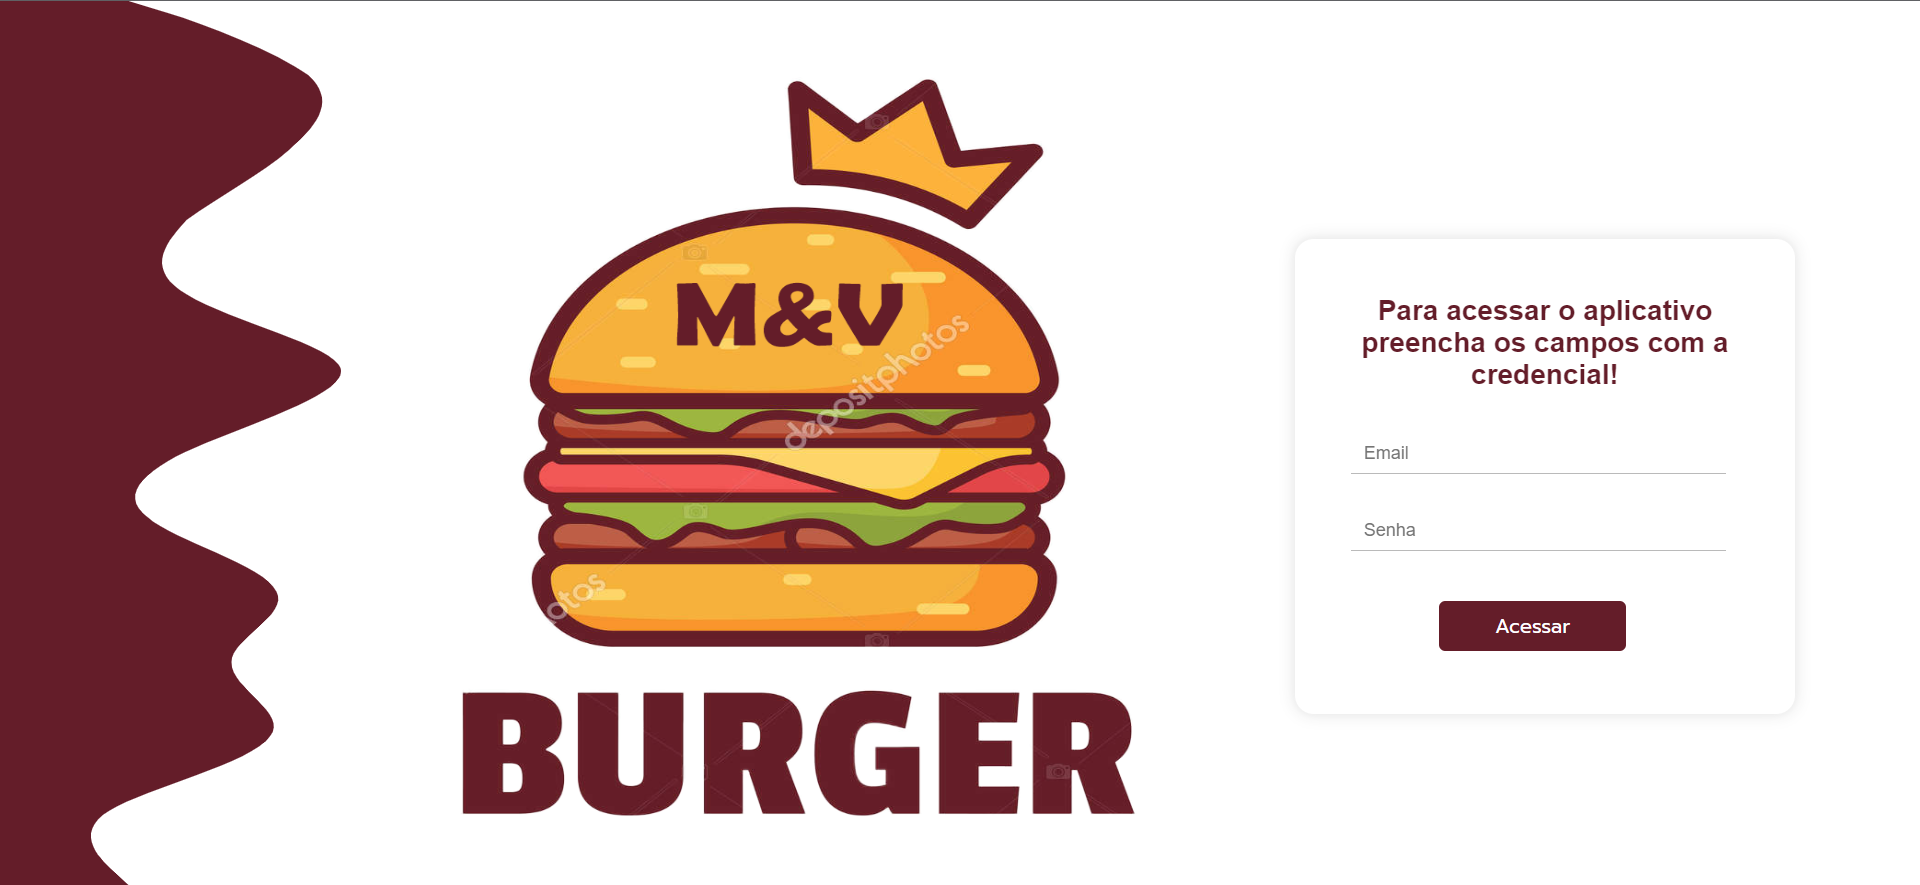 M&V
depositphotos
otos
BURGER
Para acessar o aplicativo
preencha os campos com a
credencial!
Email
Senha
Acessar